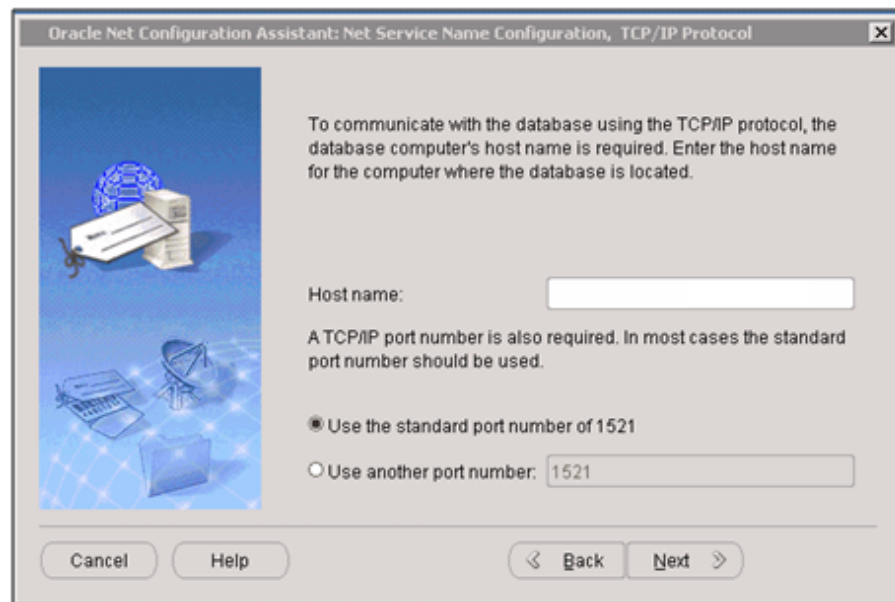 Oracle Net Configuration Assistant: Net Service Name Configuration, TCP/IP Protocol
To communicate with the database using the TCP/IP protocol, the
database computer's host name is required. Enter the host name
for the computer where the database is located.
Host name:
A TCP/IP port number is also required. In most cases the standard
port number should be used.
Use the standard port number of 1521
Use another port number: 1521
Cancel Help Back Next